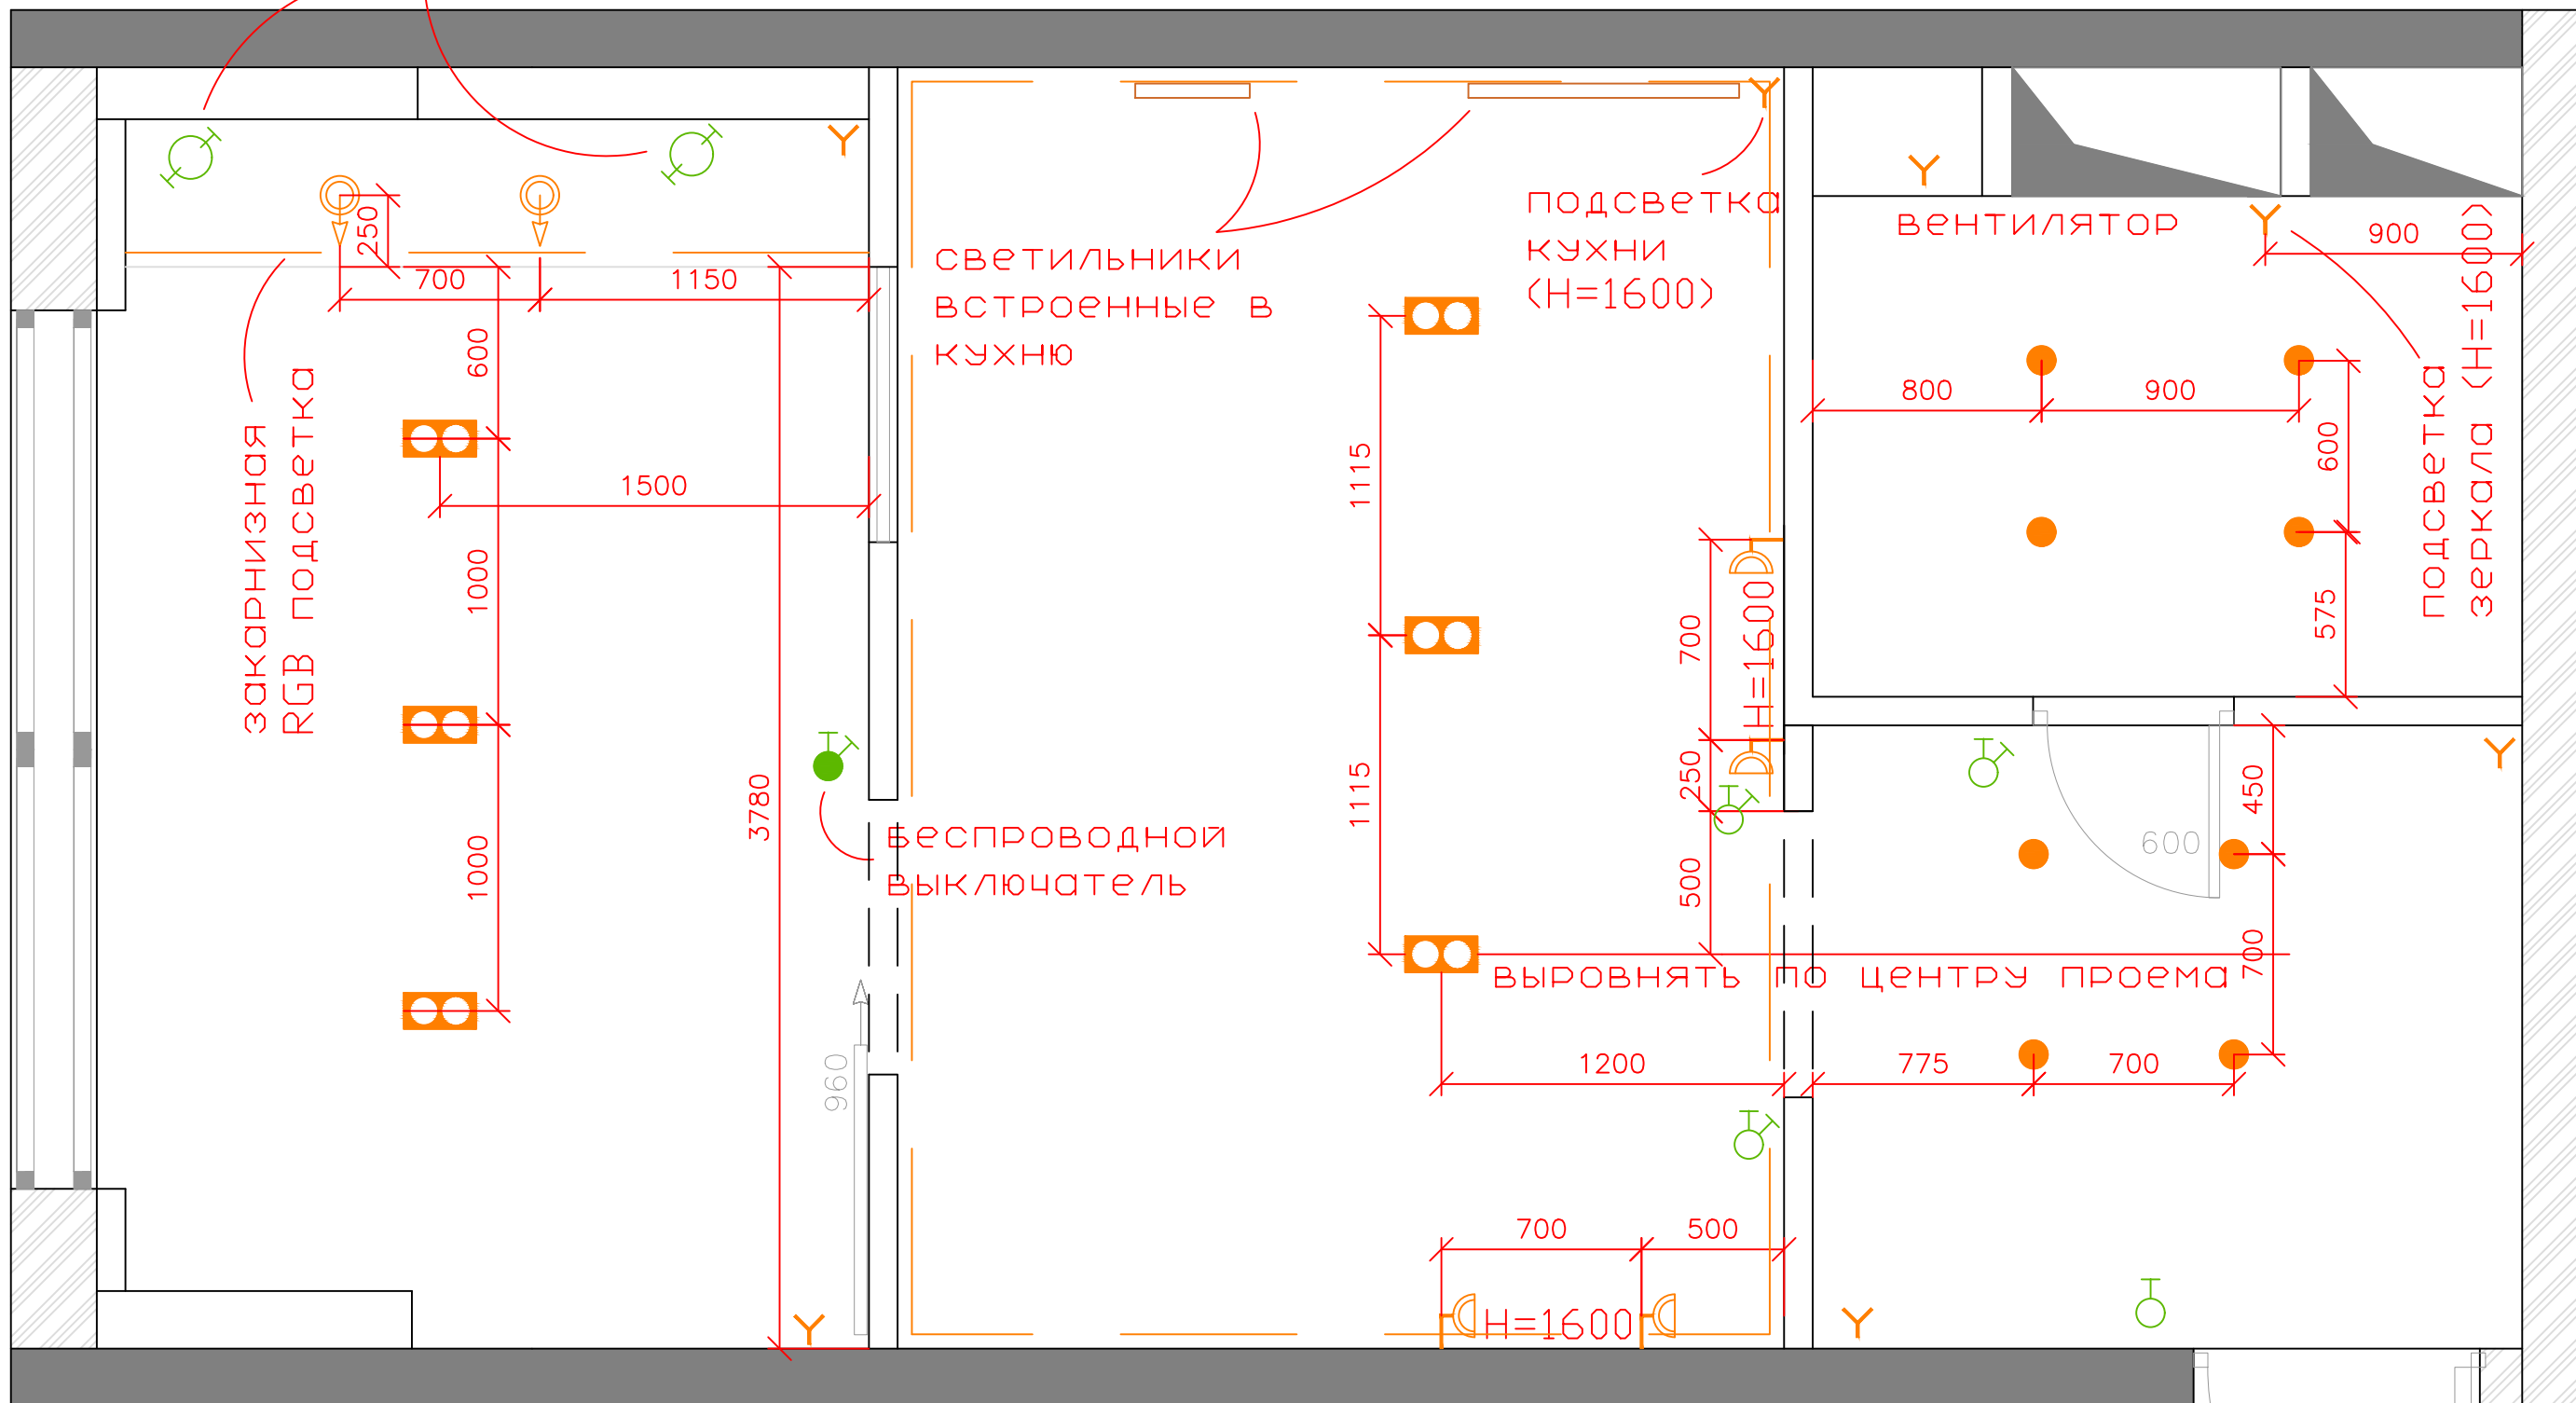 250
700
1150
600
1000
1000
1500
3780
закарнизная
RGB подсветка
светильники
встроенные в
кухню
подсветка
кухни
(Н=1600)
вентилятор
900
подсветка
зеркала (Н=1600)
800
900
600
575
1115
1115
700
Н=1600
250
500
беспроводной
выключатель
960
600
450
700
выровнять по центру проема
1200
775
700
700
500
Н=1600